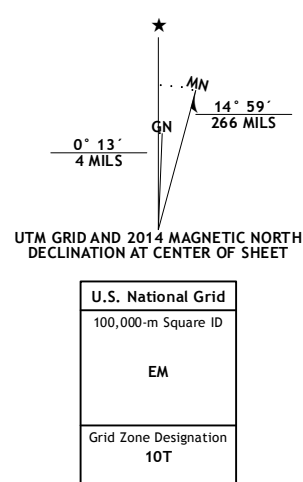 ★
MN
GN
14° 59´
266 MILS
0° 13´
4 MILS
UTM GRID AND 2014 MAGNETIC NORTH
DECLINATION AT CENTER OF SHEET
U.S. National Grid
100,000-m Square ID
EM
Grid Zone Designation
10T